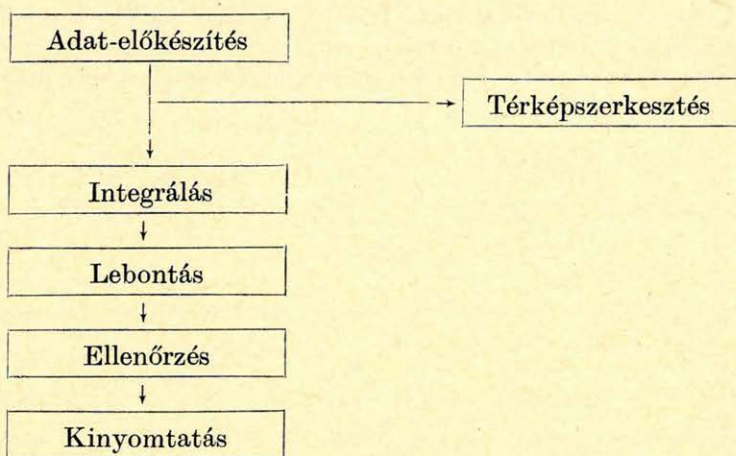 Adat-előkészítés
Térképszerkesztés
Integrálás
Lebontás
Ellenőrzés
Kinyomtatás